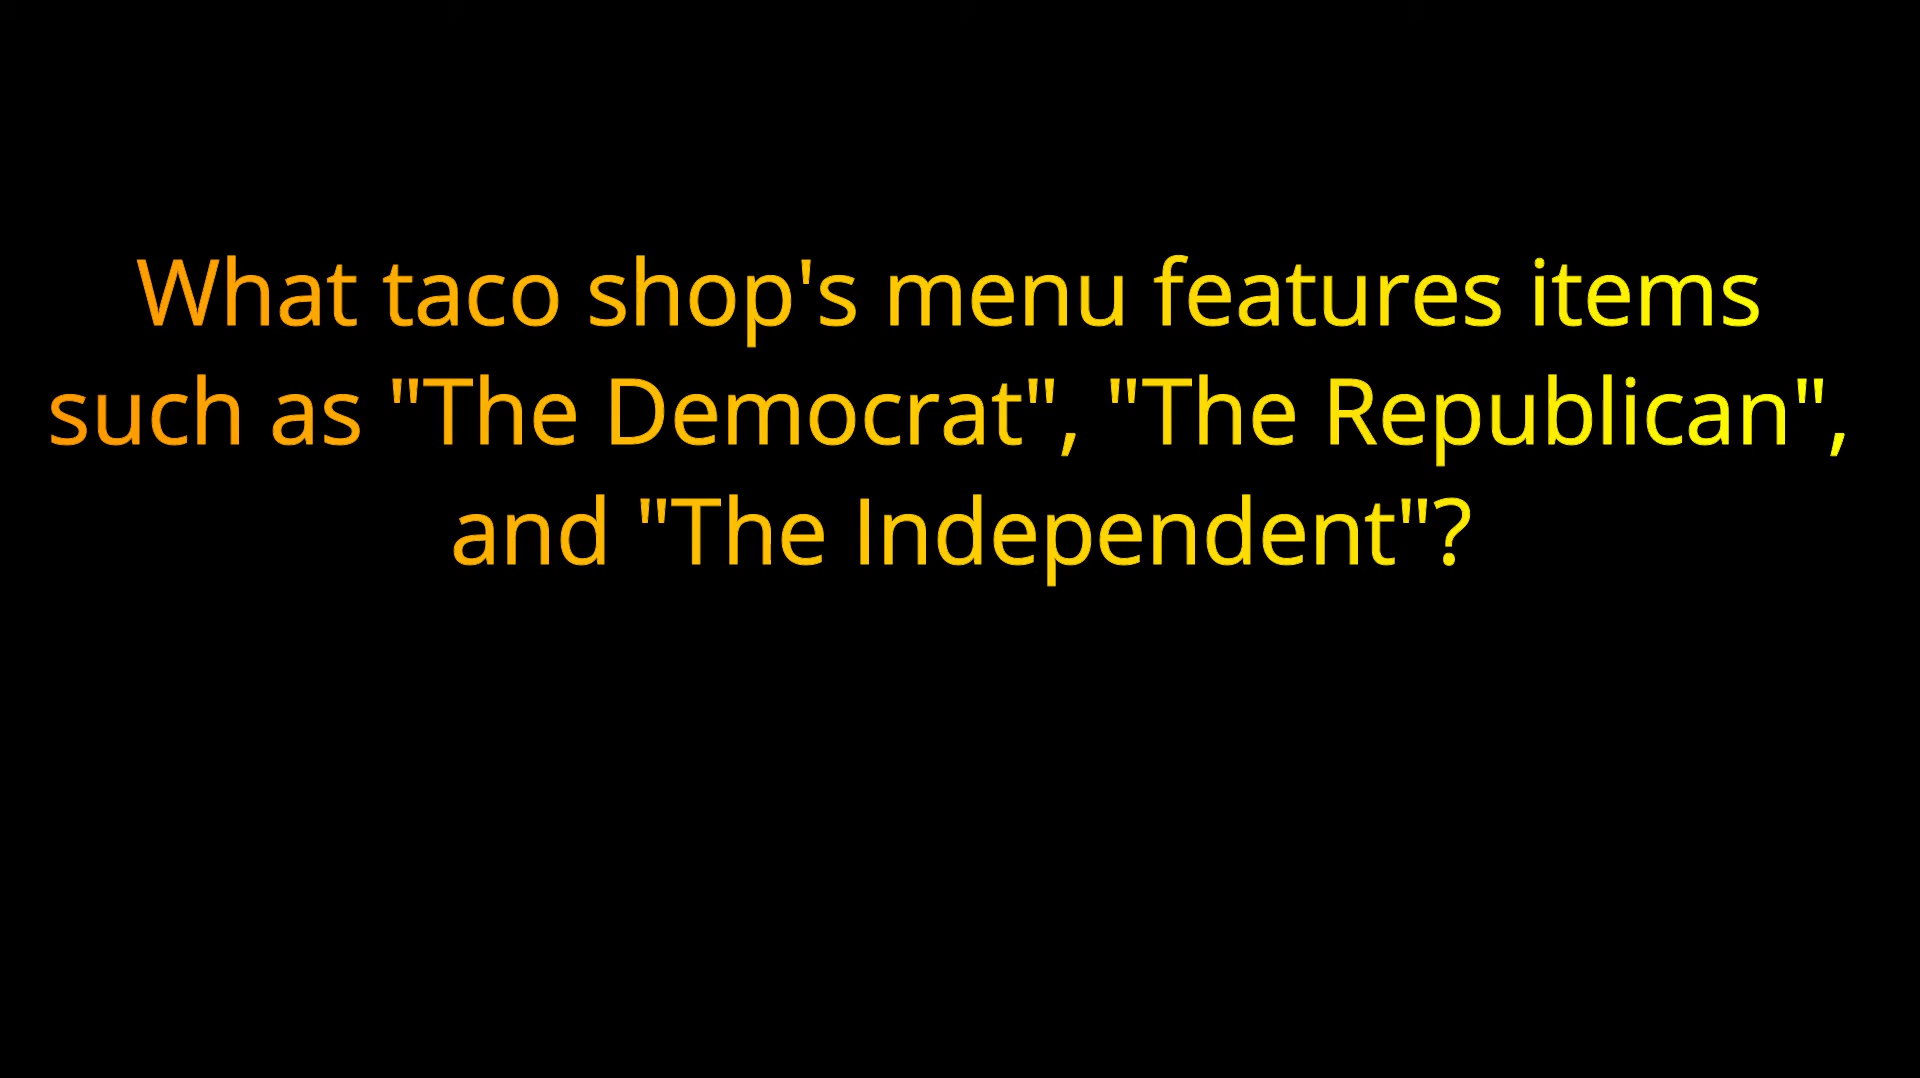 What taco shop's menu features items
such as "The Democrat", "The Republican",
and "The Independent"?